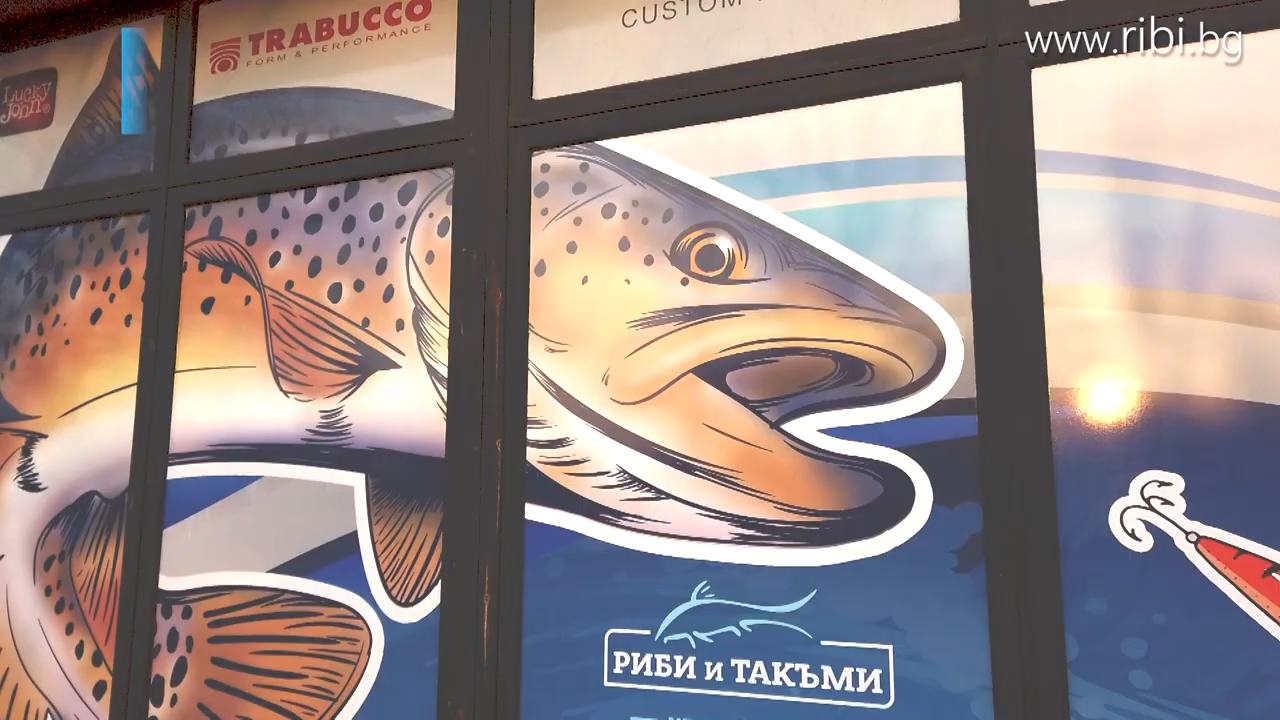 www.ribi.bg
TRABUCCO
FORM & PERFORMANCE
CUSTOM
Lucky
John
РИБИ и ТАКЪМИ